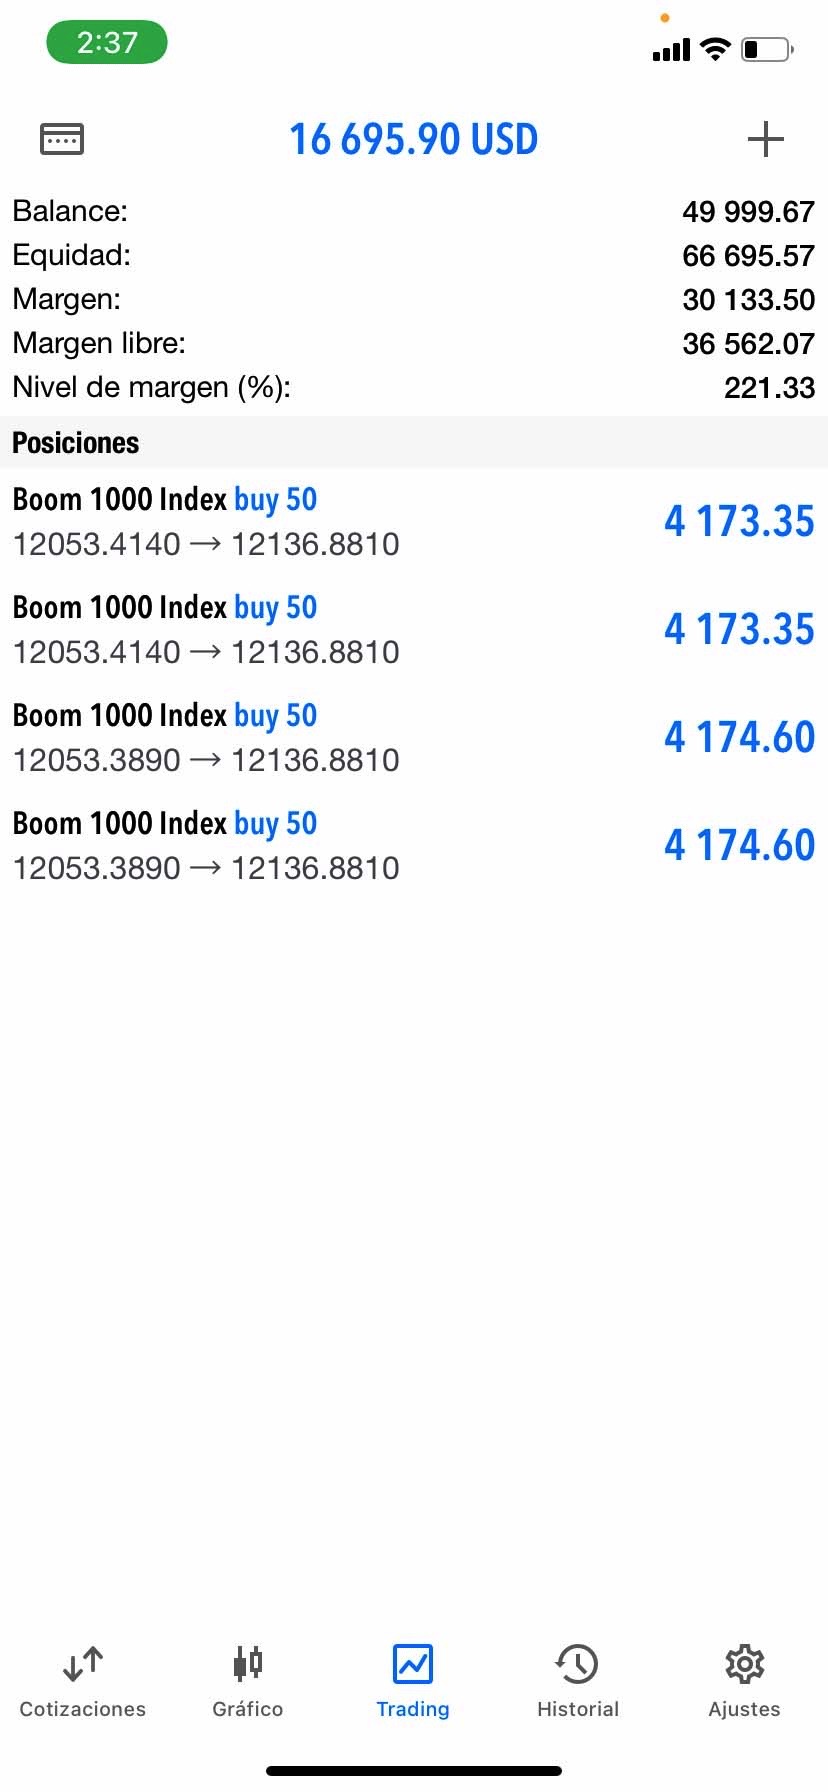 2:37
16 695.90 USD
Balance: 49 999.67
Equidad: 66 695.57
Margen: 30 133.50
Margen libre: 36 562.07
Nivel de margen (%): 221.33
Posiciones
Boom 1000 Index buy 50
4 173.35
12053.4140 → 12136.8810
Boom 1000 Index buy 50
4 173.35
12053.4140 → 12136.8810
Boom 1000 Index buy 50
4 174.60
12053.3890 → 12136.8810
Boom 1000 Index buy 50
4 174.60
12053.3890 → 12136.8810
Cotizaciones Gráfico Trading Historial Ajustes